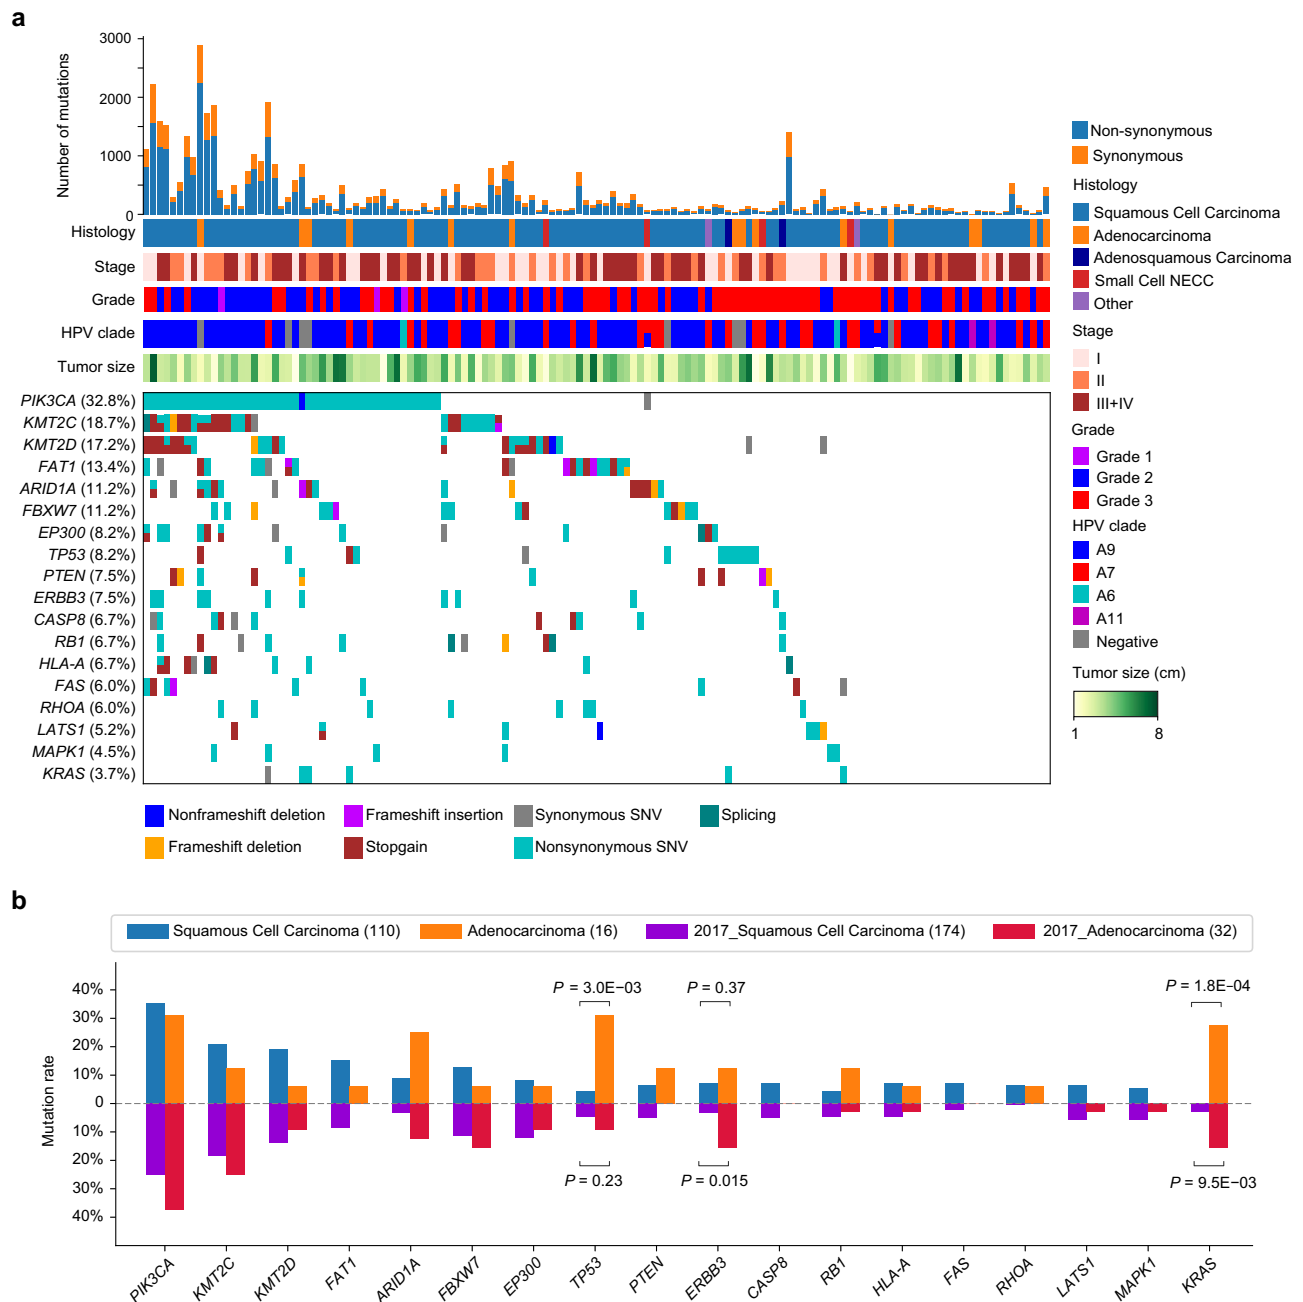 a
Number of mutations
3000
2000
1000
0
Histology
Stage
Grade
HPV clade
Tumor size
PIK3CA (32.8%)
KMT2C (18.7%)
KMT2D (17.2%)
FAT1 (13.4%)
ARID1A (11.2%)
FBXW7 (11.2%)
EP300 (8.2%)
TP53 (8.2%)
PTEN (7.5%)
ERBB3 (7.5%)
CASP8 (6.7%)
RB1 (6.7%)
HLA-A (6.7%)
FAS (6.0%)
RHOA (6.0%)
LATS1 (5.2%)
MAPK1 (4.5%)
KRAS (3.7%)
Non-synonymous
Synonymous
Histology
Squamous Cell Carcinoma
Adenocarcinoma
Adenosquamous Carcinoma
Small Cell NECC
Other
Stage
I
II
III+IV
Grade
Grade 1
Grade 2
Grade 3
HPV clade
A9
A7
A6
A11
Negative
Tumor size (cm)
1 8
Nonframeshift deletion Frameshift insertion Synonymous SNV Splicing
Frameshift deletion Stopgain Nonsynonymous SNV
b
Squamous Cell Carcinoma (110) Adenocarcinoma (16) 2017_Squamous Cell Carcinoma (174) 2017_Adenocarcinoma (32)
Mutation rate
40%
30%
20%
10%
0
10%
20%
30%
40%
P = 3.0E−03 P = 0.37 P = 1.8E−04
P = 0.23 P = 0.015 P = 9.5E−03
PIK3CA KMT2C KMT2D FAT1 ARID1A FBXW7 EP300 TP53 PTEN ERBB3 CASP8 RB1 HLA-A FAS RHOA LATS1 MAPK1 KRAS